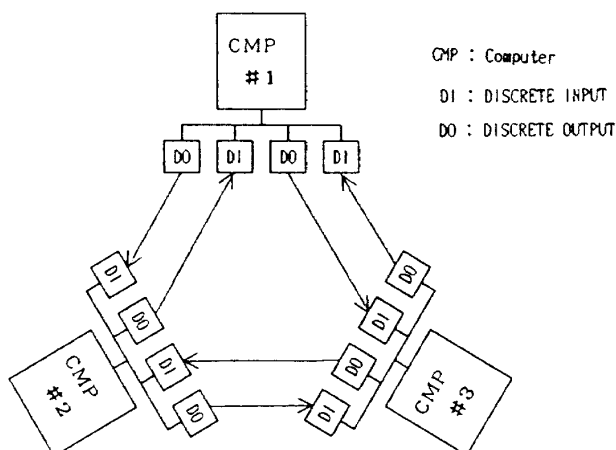 CMP
#1
CMP : Computer
DI : DISCRETE INPUT
DO : DISCRETE OUTPUT
DO DI DO DI
DI
DO
DI
DO
DO
DI
DO
DI
CMP
#2
CMP
#3